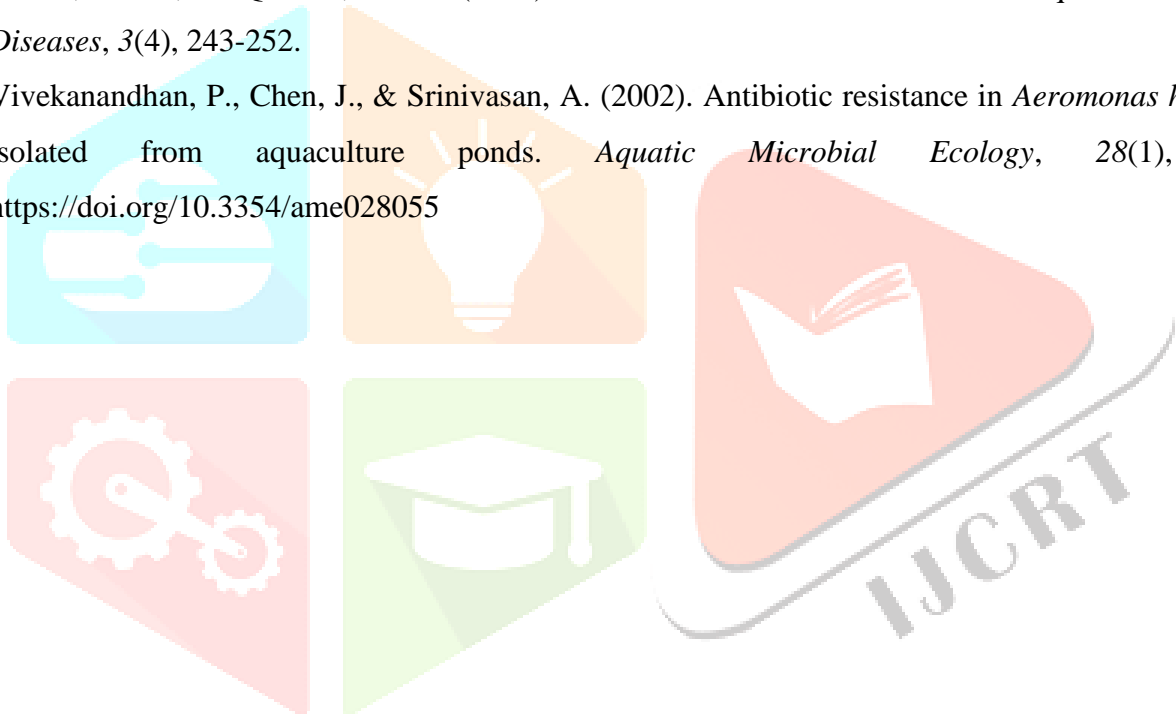 Diseases, 3(4), 243-252.
Vivekanandhan, P., Chen, J., & Srinivasan, A. (2002). Antibiotic resistance in Aeromonas
isolated from aquaculture ponds. Aquatic Microbial Ecology, 28(1),
https://doi.org/10.3354/ame028055
IJCRT